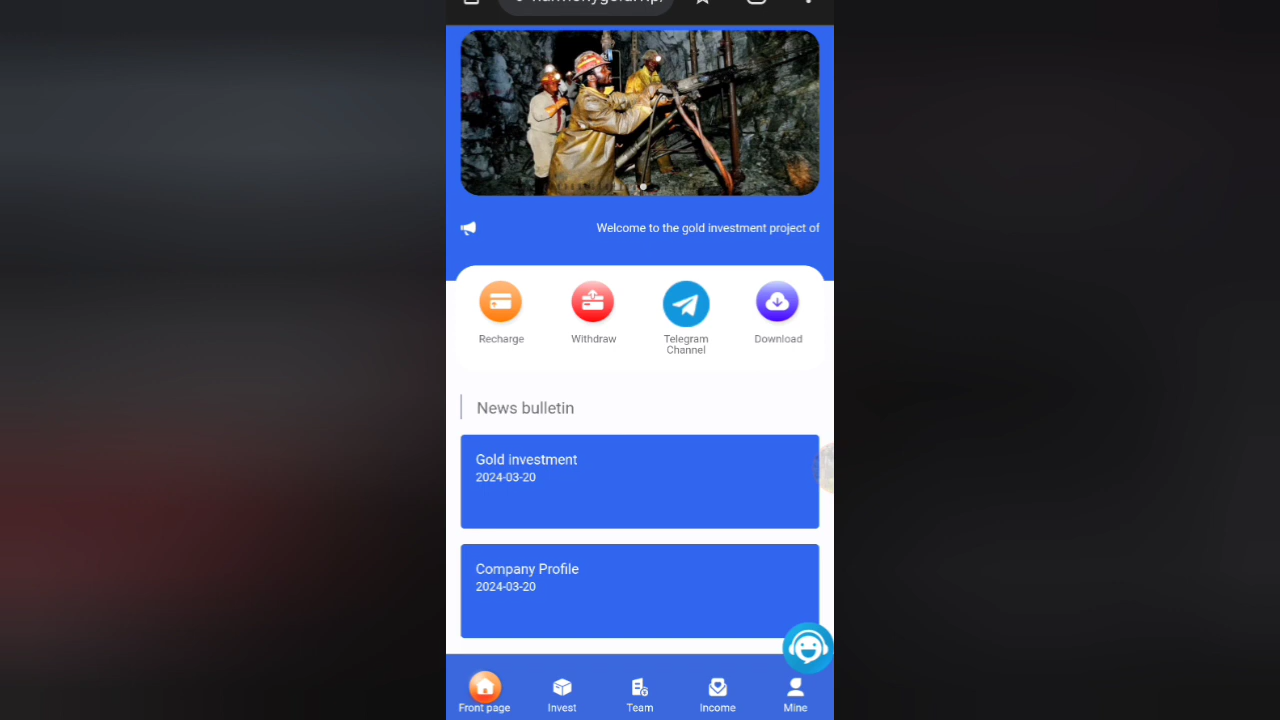 Welcome to the gold investment project of
Recharge
Withdraw
Telegram
Channel
Download
News bulletin
Gold investment
2024-03-20
Company Profile
2024-03-20
Front page
Invest
Team
Income
Mine